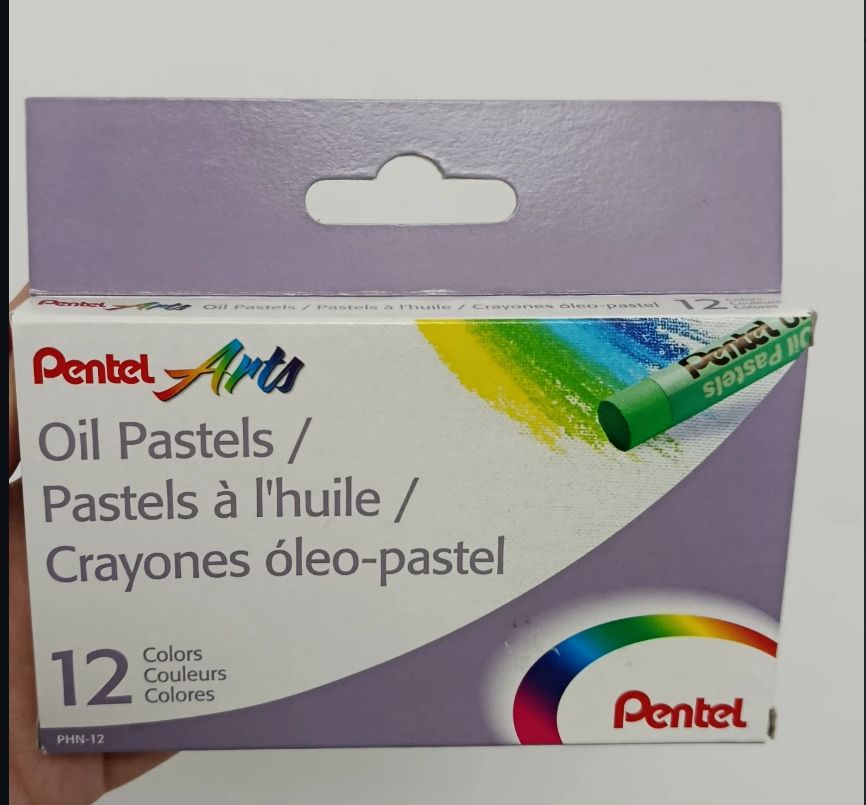 Pentel Arts Oil Pastels / Pastels à l'huile / Crayones óleo-pastel 12 Colors
Couleurs
Colores
Pentel Arts
Pentel
Oil Pastels
Oil Pastels /
Pastels à l'huile /
Crayones óleo-pastel
12 Colors
Couleurs
Colores
Pentel
PHN-12